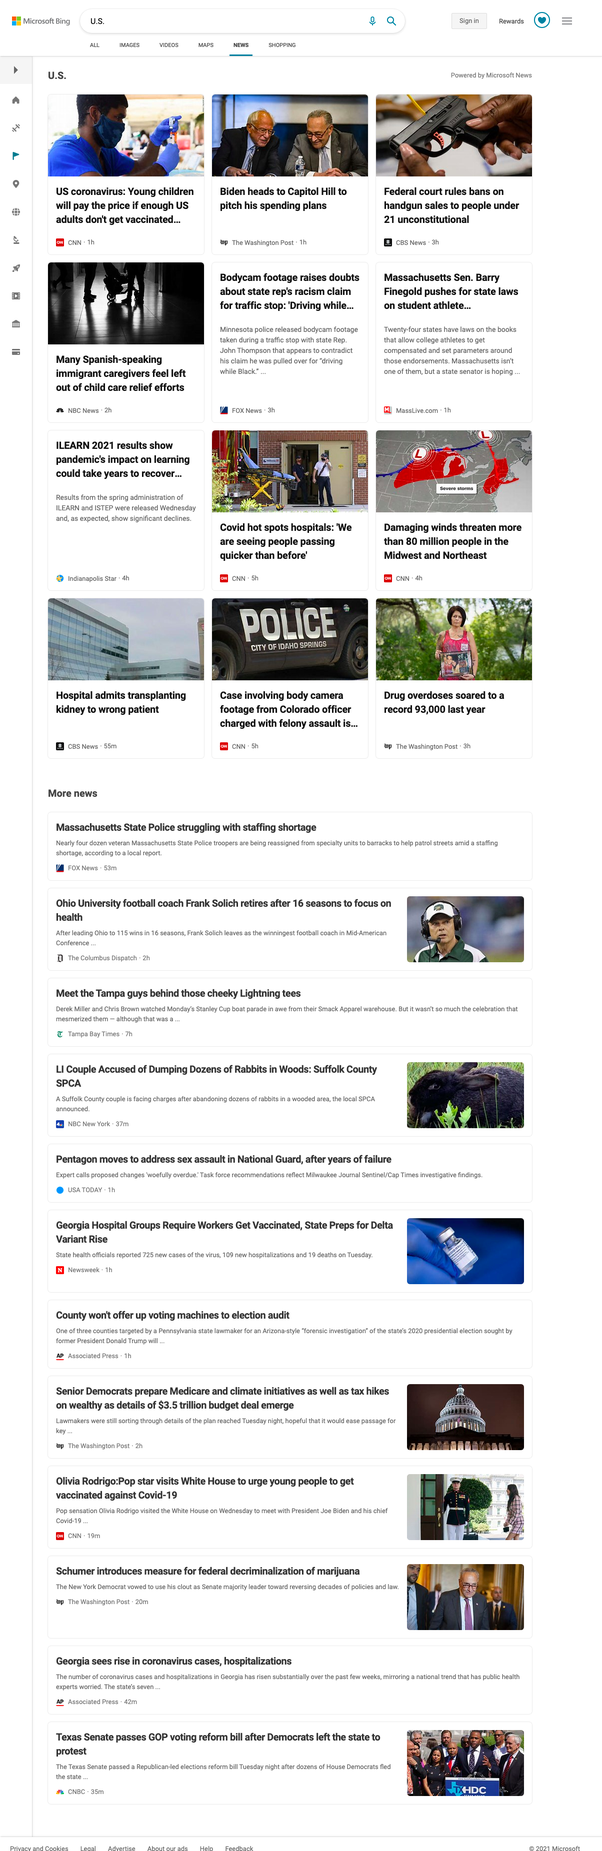 Microsoft Bing
U.S.
Sign in
Rewards
ALL
IMAGES
VIDEOS
MAPS
NEWS
SHOPPING
U.S.
Powered by Microsoft News
US coronavirus: Young children
will pay the price if enough US
adults don't get vaccinated...
CNN · 1h
Biden heads to Capitol Hill to
pitch his spending plans
wp The Washington Post · 1h
Federal court rules bans on
handgun sales to people under
21 unconstitutional
CBS News · 3h
Many Spanish-speaking
immigrant caregivers feel left
out of child care relief efforts
NBC News · 2h
Bodycam footage raises doubts
about state rep's racism claim
for traffic stop: 'Driving while...
Minnesota police released bodycam footage
taken during a traffic stop with state Rep.
John Thompson that appears to contradict
his claim he was pulled over for "driving
while Black." ...
FOX News · 3h
Massachusetts Sen. Barry
Finegold pushes for state laws
on student athlete...
Twenty-four states have laws on the books
that allow college athletes to get
compensated and set parameters around
those endorsements. Massachusetts isn't
one of them, but a state senator is hoping ...
MassLive.com · 1h
ILEARN 2021 results show
pandemic's impact on learning
could take years to recover...
Results from the spring administration of
ILEARN and ISTEP were released Wednesday
and, as expected, show significant declines.
Indianapolis Star · 4h
Covid hot spots hospitals: 'We
are seeing people passing
quicker than before'
CNN · 5h
L
L
Severe storms
Damaging winds threaten more
than 80 million people in the
Midwest and Northeast
CNN · 4h
Hospital admits transplanting
kidney to wrong patient
CBS News · 55m
POLICE
CITY OF IDAHO SPRINGS
Case involving body camera
footage from Colorado officer
charged with felony assault is...
CNN · 5h
Drug overdoses soared to a
record 93,000 last year
wp The Washington Post · 3h
More news
Massachusetts State Police struggling with staffing shortage
Nearly four dozen veteran Massachusetts State Police troopers are being reassigned from specialty units to barracks to help patrol streets amid a staffing
shortage, according to a local report.
FOX News · 53m
Ohio University football coach Frank Solich retires after 16 seasons to focus on
health
After leading Ohio to 115 wins in 16 seasons, Frank Solich leaves as the winningest football coach in Mid-American
Conference ...
The Columbus Dispatch · 2h
Meet the Tampa guys behind those cheeky Lightning tees
Derek Miller and Chris Brown watched Monday's Stanley Cup boat parade in awe from their Smack Apparel warehouse. But it wasn't so much the celebration that
mesmerized them — although that was a ...
Tampa Bay Times · 7h
LI Couple Accused of Dumping Dozens of Rabbits in Woods: Suffolk County
SPCA
A Suffolk County couple is facing charges after abandoning dozens of rabbits in a wooded area, the local SPCA
announced.
NBC New York · 37m
Pentagon moves to address sex assault in National Guard, after years of failure
Expert calls proposed changes 'woefully overdue.' Task force recommendations reflect Milwaukee Journal Sentinel/Cap Times investigative findings.
USA TODAY · 1h
Georgia Hospital Groups Require Workers Get Vaccinated, State Preps for Delta
Variant Rise
State health officials reported 725 new cases of the virus, 109 new hospitalizations and 19 deaths on Tuesday.
N Newsweek · 1h
County won't offer up voting machines to election audit
One of three counties targeted by a Pennsylvania state lawmaker for an Arizona-style "forensic investigation" of the state's 2020 presidential election sought by
former President Donald Trump will ...
AP Associated Press · 1h
Senior Democrats prepare Medicare and climate initiatives as well as tax hikes
on wealthy as details of $3.5 trillion budget deal emerge
Lawmakers were still sorting through details of the plan reached Tuesday night, hopeful that it would ease passage for
key ...
wp The Washington Post · 2h
Olivia Rodrigo:Pop star visits White House to urge young people to get
vaccinated against Covid-19
Pop sensation Olivia Rodrigo visited the White House on Wednesday to meet with President Joe Biden and his chief
Covid-19 ...
CNN · 19m
Schumer introduces measure for federal decriminalization of marijuana
The New York Democrat vowed to use his clout as Senate majority leader toward reversing decades of policies and law.
wp The Washington Post · 20m
Georgia sees rise in coronavirus cases, hospitalizations
The number of coronavirus cases and hospitalizations in Georgia has risen substantially over the past few weeks, mirroring a national trend that has public health
experts worried. The state's seven ...
AP Associated Press · 42m
Texas Senate passes GOP voting reform bill after Democrats left the state to
protest
The Texas Senate passed a Republican-led elections reform bill Tuesday night after dozens of House Democrats fled
the state ...
CNBC · 35m
HDC
Privacy and Cookies
Legal
Advertise
About our ads
Help
Feedback
© 2021 Microsoft